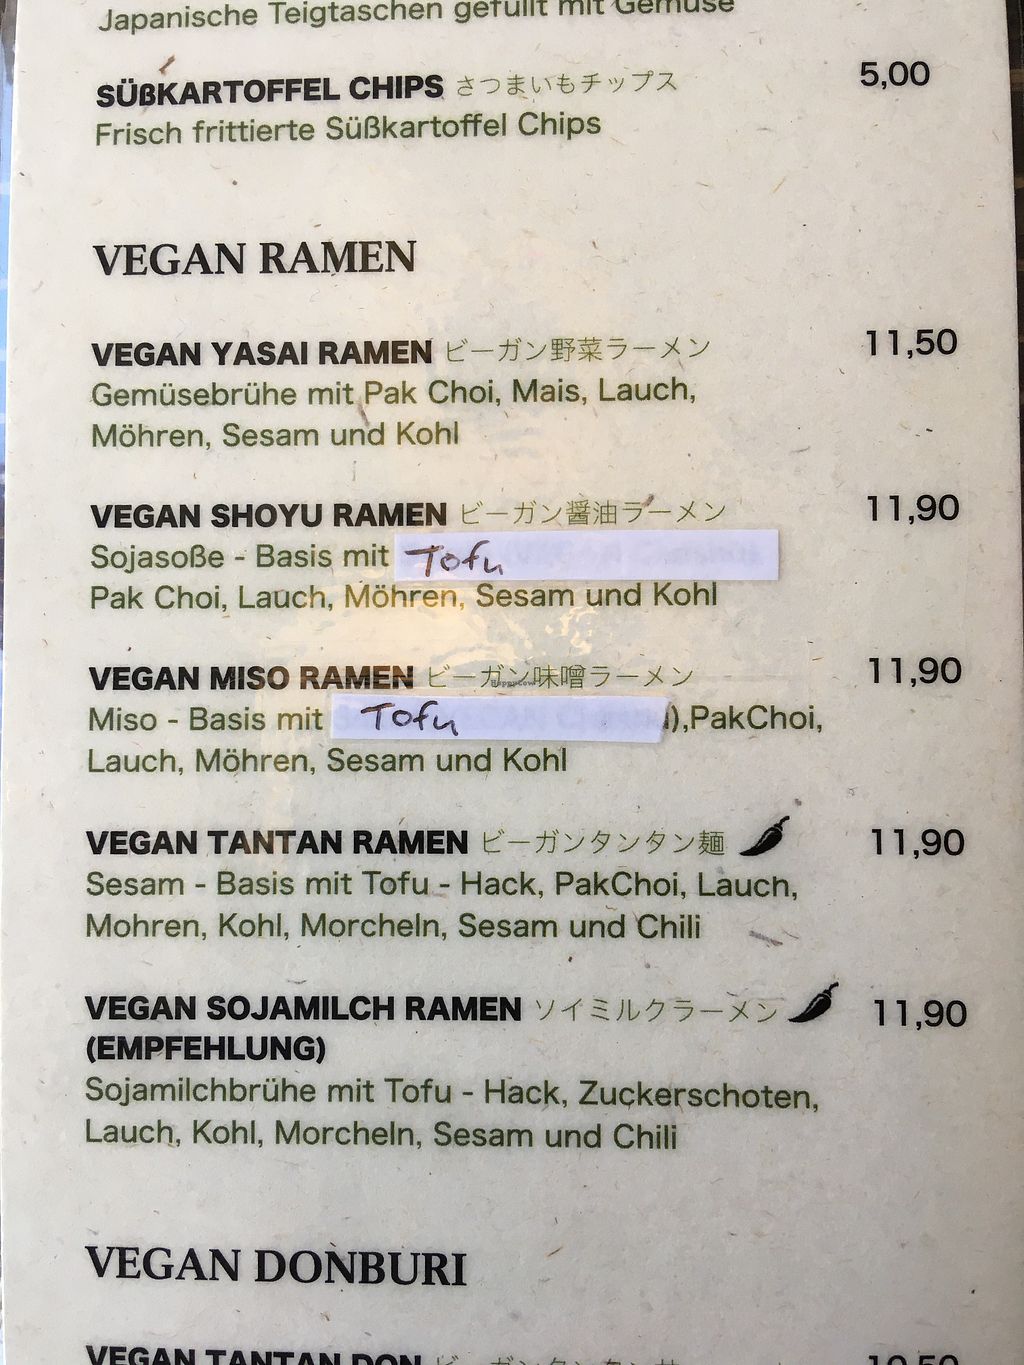 Japanische Teigtaschen gefüllt mit Gemüse
SÜßKARTOFFEL CHIPS さつまいもチップス 5,00
Frisch frittierte Süßkartoffel Chips
VEGAN RAMEN
VEGAN YASAI RAMEN ビーガン野菜ラーメン 11,50
Gemüsebrühe mit Pak Choi, Mais, Lauch,
Möhren, Sesam und Kohl
VEGAN SHOYU RAMEN ビーガン醤油ラーメン 11,90
Sojasoße - Basis mit Tofu
Pak Choi, Lauch, Möhren, Sesam und Kohl
VEGAN MISO RAMEN ビーガン味噌ラーメン 11,90
Miso - Basis mit Tofu ),PakChoi,
Lauch, Möhren, Sesam und Kohl
VEGAN TANTAN RAMEN ビーガンタンタン麺 11,90
Sesam - Basis mit Tofu - Hack, PakChoi, Lauch,
Mohren, Kohl, Morcheln, Sesam und Chili
VEGAN SOJAMILCH RAMEN ソイミルクラーメン 11,90
(EMPFEHLUNG)
Sojamilchbrühe mit Tofu - Hack, Zuckerschoten,
Lauch, Kohl, Morcheln, Sesam und Chili
VEGAN DONBURI
VEGAN TANTAN DON